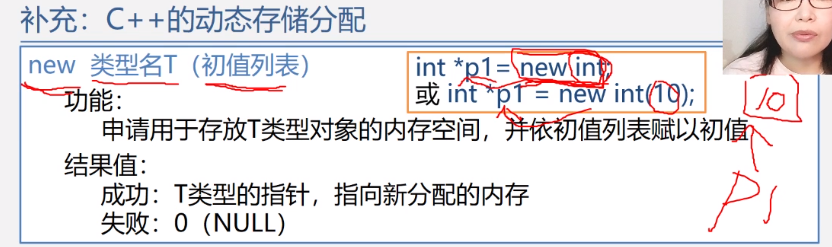 补充：C++的动态存储分配
new 类型名T（初值列表）
int *p1= new int;
或 int *p1 = new int(10);
功能：
申请用于存放T类型对象的内存空间，并依初值列表赋以初值
结果值：
成功：T类型的指针，指向新分配的内存
失败：0（NULL）
10
P1